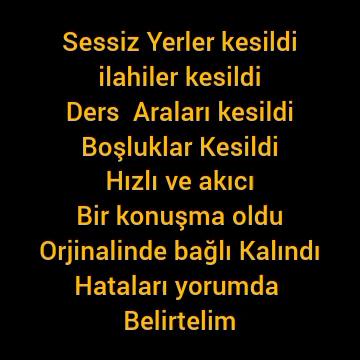 Sessiz Yerler kesildi
ilahiler kesildi
Ders  Araları kesildi
Boşluklar Kesildi
Hızlı ve akıcı
Bir konuşma oldu
Orjinalinde bağlı Kalındı
Hataları yorumda
Belirtelim